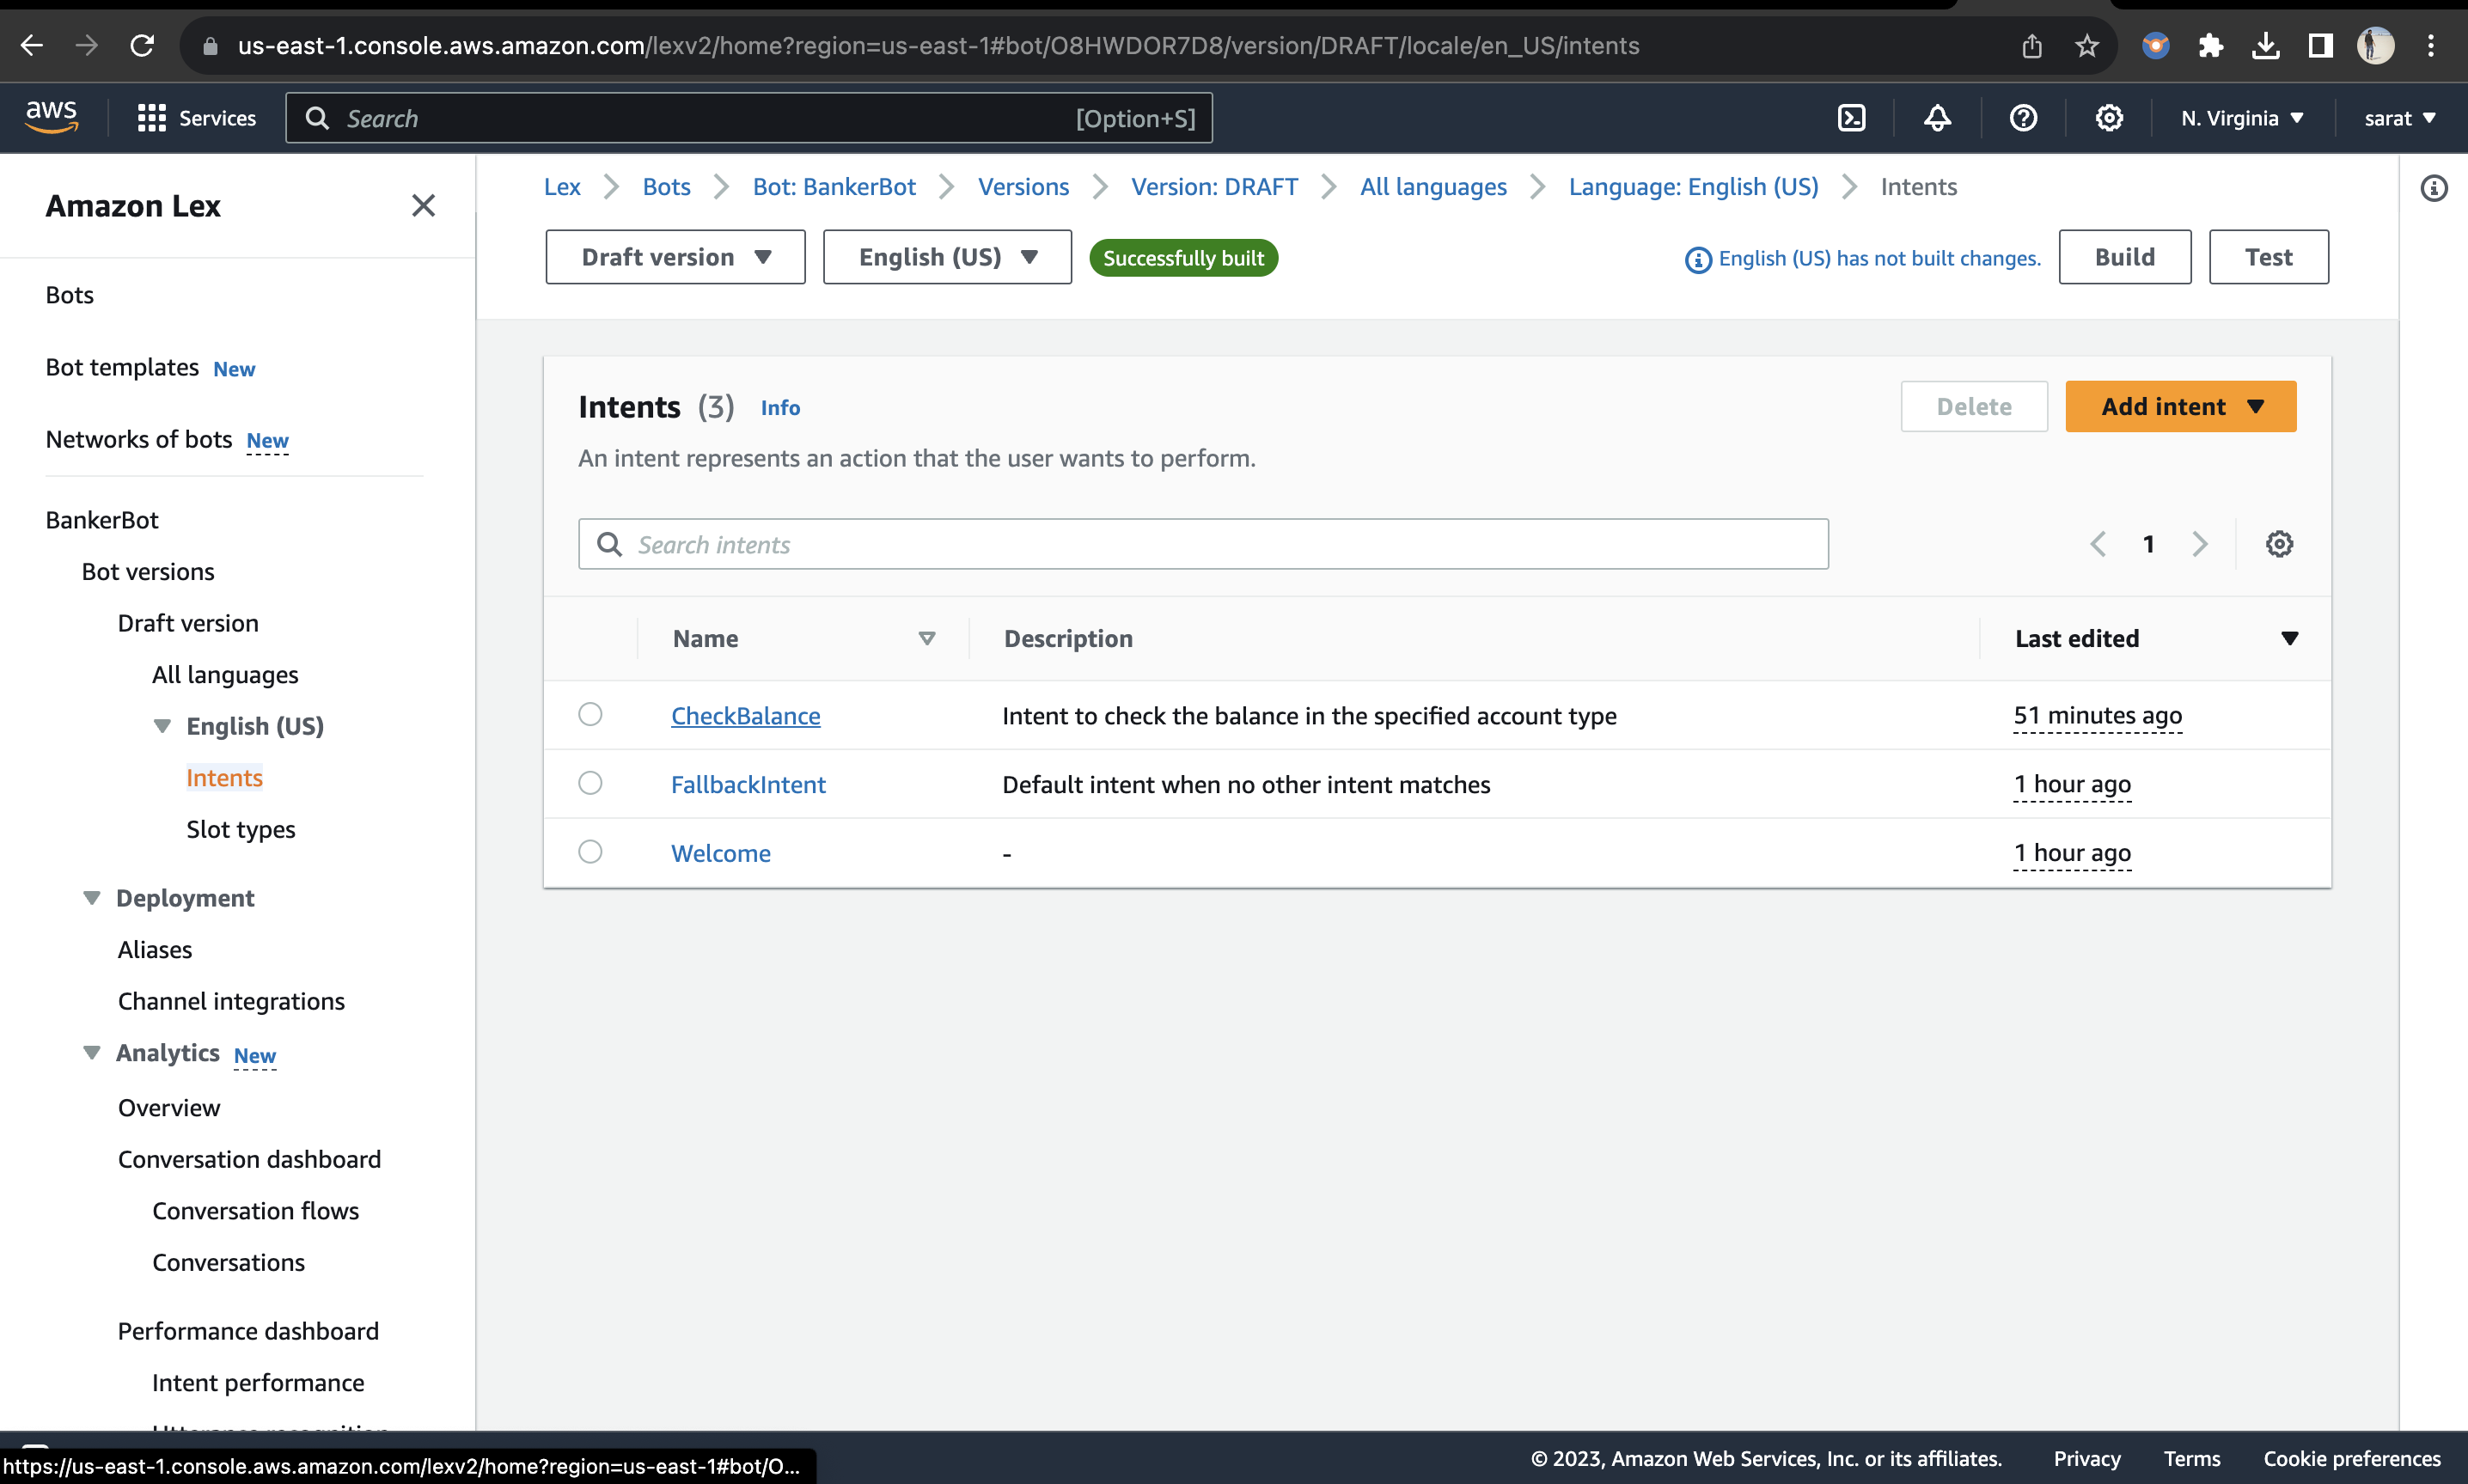 us-east-1.console.aws.amazon.com/lexv2/home?region=us-east-1#bot/O8HWDOR7D8/version/DRAFT/locale/en_US/intents
aws Services Search [Option+S] N. Virginia sarat
Amazon Lex
Bots
Bot templates New
Networks of bots New
BankerBot
Bot versions
Draft version
All languages
English (US)
Intents
Slot types
Deployment
Aliases
Channel integrations
Analytics New
Overview
Conversation dashboard
Conversation flows
Conversations
Performance dashboard
Intent performance
Utterance recognition
Lex Bots Bot: BankerBot Versions Version: DRAFT All languages Language: English (US) Intents
Draft version English (US) Successfully built English (US) has not built changes. Build Test
Intents (3) Info Delete Add intent
An intent represents an action that the user wants to perform.
Search intents 1
Name Description Last edited
CheckBalance Intent to check the balance in the specified account type 51 minutes ago
FallbackIntent Default intent when no other intent matches 1 hour ago
Welcome - 1 hour ago
https://us-east-1.console.aws.amazon.com/lexv2/home?region=us-east-1#bot/O...
© 2023, Amazon Web Services, Inc. or its affiliates. Privacy Terms Cookie preferences